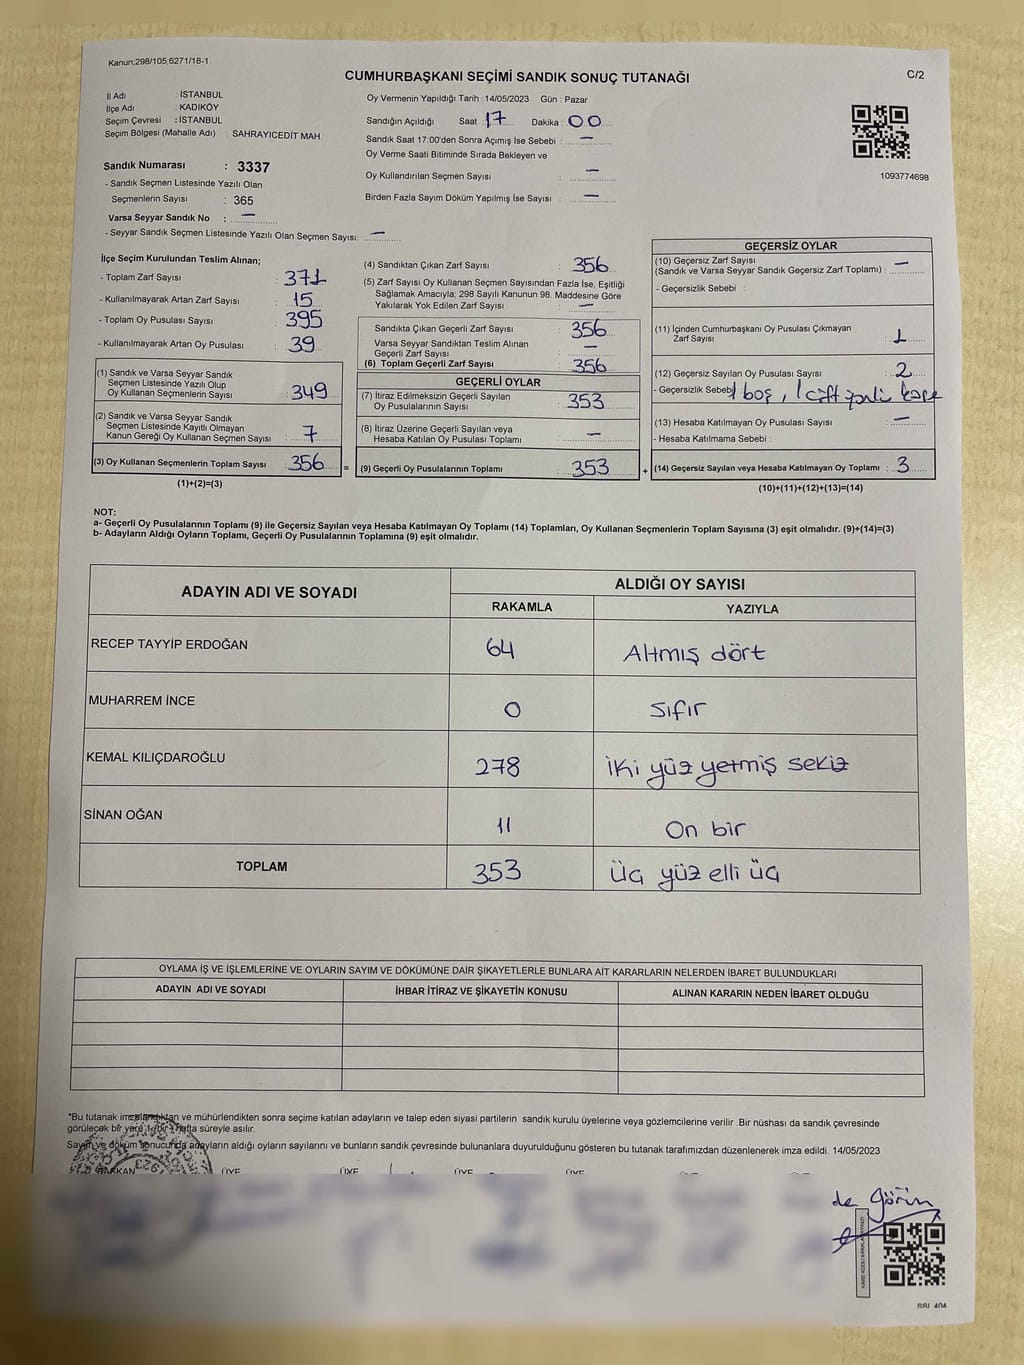 Kanun;298/105;6271/18-1
CUMHURBAŞKANI SEÇİMİ SANDIK SONUÇ TUTANAĞI
C/2
İl Adı : İSTANBUL
İlçe Adı : KADIKÖY
Seçim Çevresi : İSTANBUL
Seçim Bölgesi (Mahalle Adı) : SAHRAYICEDİT MAH.
Sandık Numarası : 3337
- Sandık Seçmen Listesinde Yazılı Olan
Seçmenlerin Sayısı : 365
Varsa Seyyar Sandık No : —
- Seyyar Sandık Seçmen Listesinde Yazılı Olan Seçmen Sayısı: —
Oy Vermenin Yapıldığı Tarih : 14/05/2023 Gün : Pazar
Sandığın Açıldığı Saat 17 Dakika : 00
Sandık Saat 17:00'den Sonra Açımış İse Sebebi : —
Oy Verme Saati Bitiminde Sırada Bekleyen ve
Oy Kullandırılan Seçmen Sayısı : —
Birden Fazla Sayım Döküm Yapılmış İse Sayısı : —
1093774698
İlçe Seçim Kurulundan Teslim Alınan;
- Toplam Zarf Sayısı : 371
- Kullanılmayarak Artan Zarf Sayısı : 15
- Toplam Oy Pusulası Sayısı : 395
- Kullanılmayarak Artan Oy Pusulası : 39
(1) Sandık ve Varsa Seyyar Sandık
Seçmen Listesinde Yazılı Olup
Oy Kullanan Seçmenlerin Sayısı : 349
(2) Sandık ve Varsa Seyyar Sandık
Seçmen Listesinde Kayıtlı Olmayan
Kanun Gereği Oy Kullanan Seçmen Sayısı : 7
(3) Oy Kullanan Seçmenlerin Toplam Sayısı : 356 =
(1)+(2)=(3)
(4) Sandıktan Çıkan Zarf Sayısı : 356
(5) Zarf Sayısı Oy Kullanan Seçmen Sayısından Fazla İse, Eşitliği
Sağlamak Amacıyla; 298 Sayılı Kanunun 98. Maddesine Göre
Yakılarak Yok Edilen Zarf Sayısı : —
Sandıkta Çıkan Geçerli Zarf Sayısı : 356
Varsa Seyyar Sandıktan Teslim Alınan
Geçerli Zarf Sayısı : —
(6) Toplam Geçerli Zarf Sayısı : 356
GEÇERLİ OYLAR
(7) İtiraz Edilmeksizin Geçerli Sayılan
Oy Pusulalarının Sayısı : 353
(8) İtiraz Üzerine Geçerli Sayılan veya
Hesaba Katılan Oy Pusulası Toplamı : —
(9) Geçerli Oy Pusulalarının Toplamı : 353 +
GEÇERSİZ OYLAR
(10) Geçersiz Zarf Sayısı
(Sandık ve Varsa Seyyar Sandık Geçersiz Zarf Toplamı) : —
- Geçersizlik Sebebi :
(11) İçinden Cumhurbaşkanı Oy Pusulası Çıkmayan
Zarf Sayısı : 1
(12) Geçersiz Sayılan Oy Pusulası Sayısı : 2
- Geçersizlik Sebebi 1 boş, 1 çift yerli kaşe
(13) Hesaba Katılmayan Oy Pusulası Sayısı : —
- Hesaba Katılmama Sebebi :
(14) Geçersiz Sayılan veya Hesaba Katılmayan Oy Toplamı : 3
(10)+(11)+(12)+(13)=(14)
NOT:
a- Geçerli Oy Pusulalarının Toplamı (9) ile Geçersiz Sayılan veya Hesaba Katılmayan Oy Toplamı (14) Toplamları, Oy Kullanan Seçmenlerin Toplam Sayısına (3) eşit olmalıdır. (9)+(14)=(3)
b- Adayların Aldığı Oyların Toplamı, Geçerli Oy Pusulalarının Toplamına (9) eşit olmalıdır.
ADAYIN ADI VE SOYADI ALDIĞI OY SAYISI
RAKAMLA YAZIYLA
RECEP TAYYİP ERDOĞAN 64 Altmış dört
MUHARREM İNCE 0 sıfır
KEMAL KILIÇDAROĞLU 278 iki yüz yetmiş sekiz
SİNAN OĞAN 11 On bir
TOPLAM 353 üç yüz elli üç
OYLAMA İŞ VE İŞLEMLERİNE VE OYLARIN SAYIM VE DÖKÜMÜNE DAİR ŞİKAYETLERLE BUNLARA AİT KARARLARIN NELERDEN İBARET BULUNDUKLARI
ADAYIN ADI VE SOYADI İHBAR İTİRAZ VE ŞİKAYETİN KONUSU ALINAN KARARIN NEDEN İBARET OLDUĞU
*Bu tutanak imzalandıktan ve mühürlendikten sonra seçime katılan adayların ve talep eden siyasi partilerin sandık kurulu üyelerine veya gözlemcilerine verilir .Bir nüshası da sandık çevresinde
görülecek bir yere 1 (bir) hafta süreyle asılır.
Sayım ve döküm sonucunda adayların aldığı oyların sayılarını ve bunların sandık çevresinde bulunanlara duyurulduğunu gösteren bu tutanak tarafımızdan düzenlenerek imza edildi. 14/05/2023
BAŞKAN ÜYE ÜYE ÜYE ÜYE
de Görün